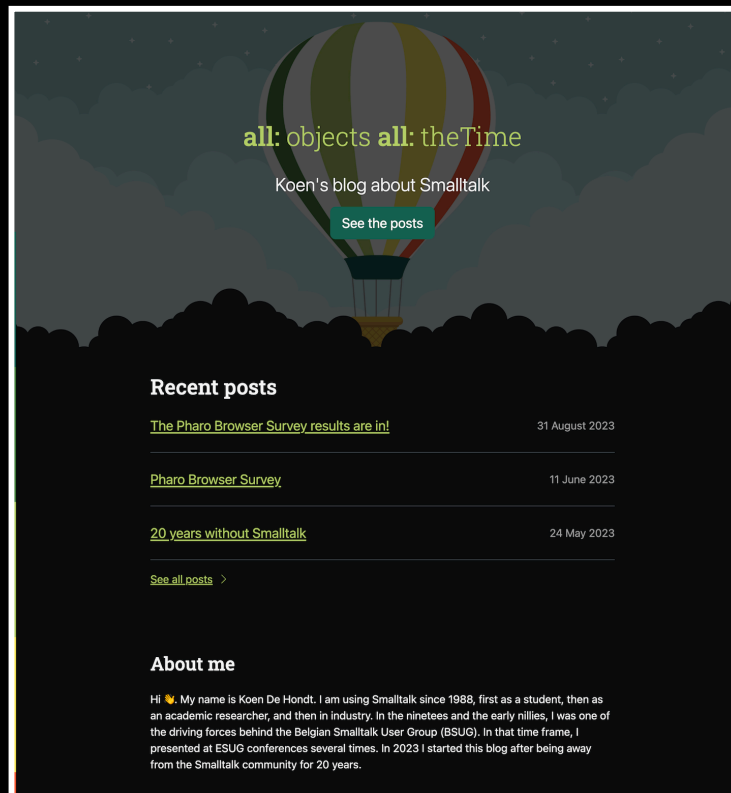 all: objects all: theTime
Koen's blog about Smalltalk
See the posts
Recent posts
The Pharo Browser Survey results are in! 31 August 2023
Pharo Browser Survey 11 June 2023
20 years without Smalltalk 24 May 2023
See all posts >
About me
Hi 👋. My name is Koen De Hondt. I am using Smalltalk since 1988, first as a student, then as
an academic researcher, and then in industry. In the ninetees and the early nillies, I was one of
the driving forces behind the Belgian Smalltalk User Group (BSUG). In that time frame, I
presented at ESUG conferences several times. In 2023 I started this blog after being away
from the Smalltalk community for 20 years.